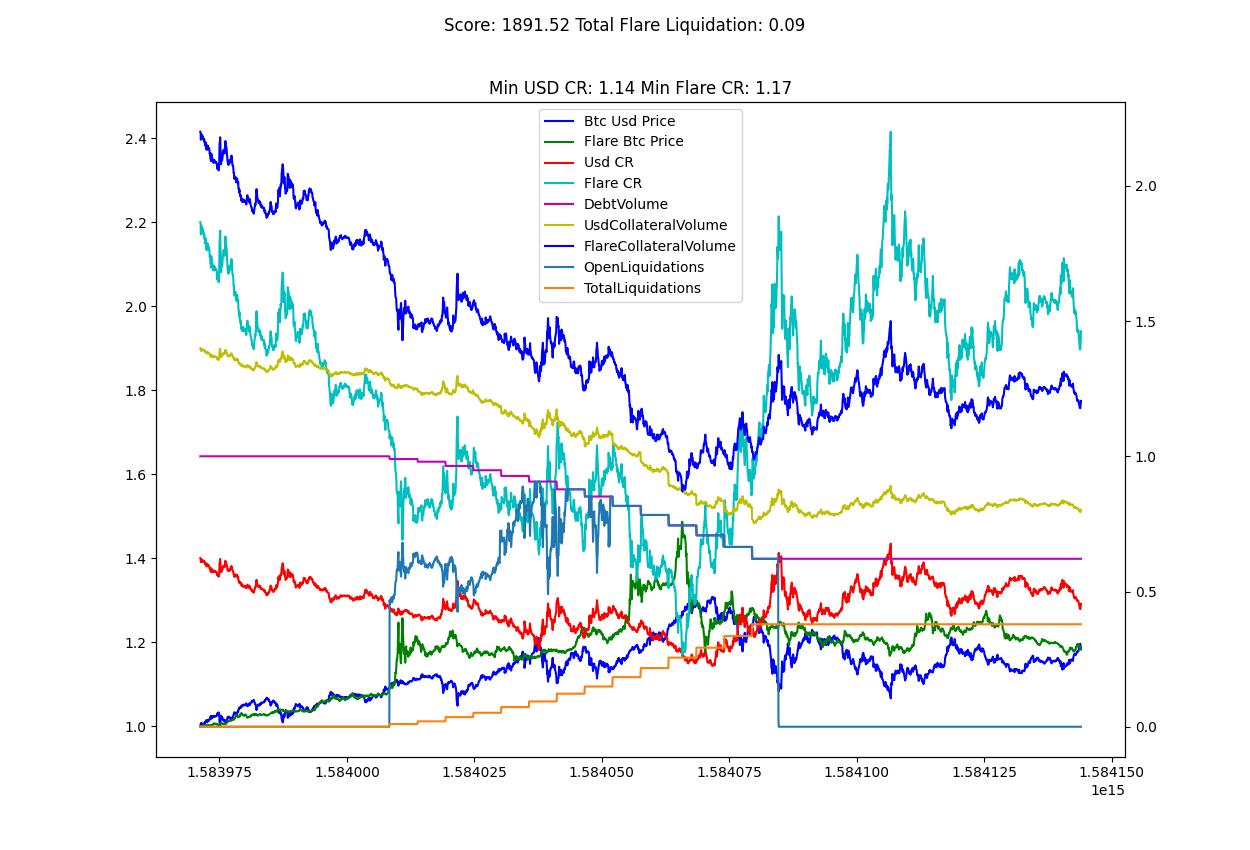 Score: 1891.52 Total Flare Liquidation: 0.09
Min USD CR: 1.14 Min Flare CR: 1.17
Btc Usd Price
Flare Btc Price
Usd CR
Flare CR
DebtVolume
UsdCollateralVolume
FlareCollateralVolume
OpenLiquidations
TotalLiquidations
2.4
2.2
2.0
1.8
1.6
1.4
1.2
1.0
2.0
1.5
1.0
0.5
0.0
1.583975 1.584000 1.584025 1.584050 1.584075 1.584100 1.584125 1.584150
1e15